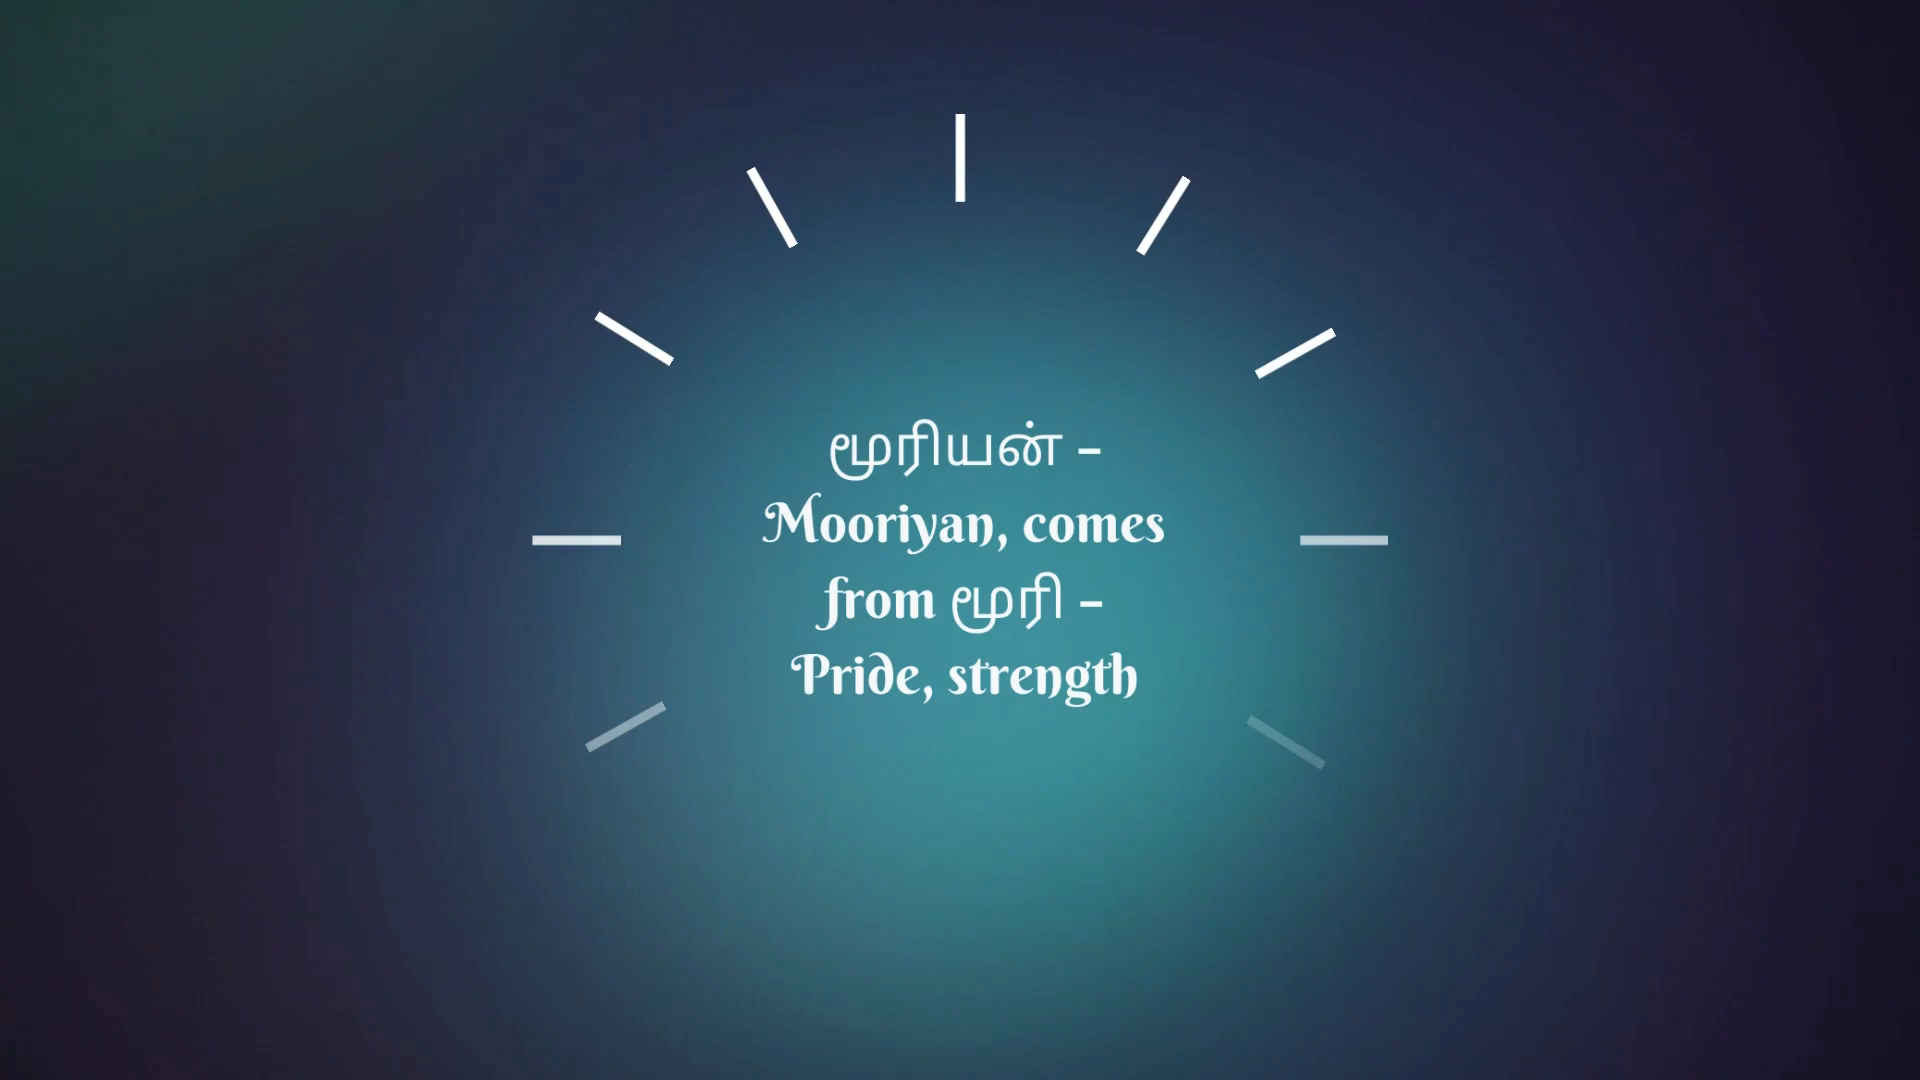 மூரியன் –
Mooriyan, comes
from மூரி –
Pride, strength